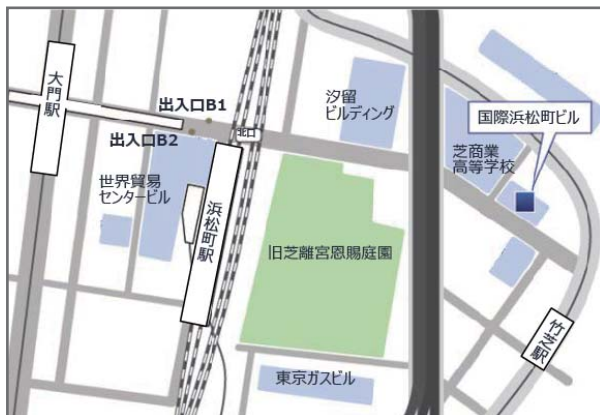 大門駅
出入口B1
出入口B2
北口
世界貿易
センタービル
浜松町駅
汐留
ビルディング
国際浜松町ビル
芝商業
高等学校
旧芝離宮恩賜庭園
竹芝駅
東京ガスビル